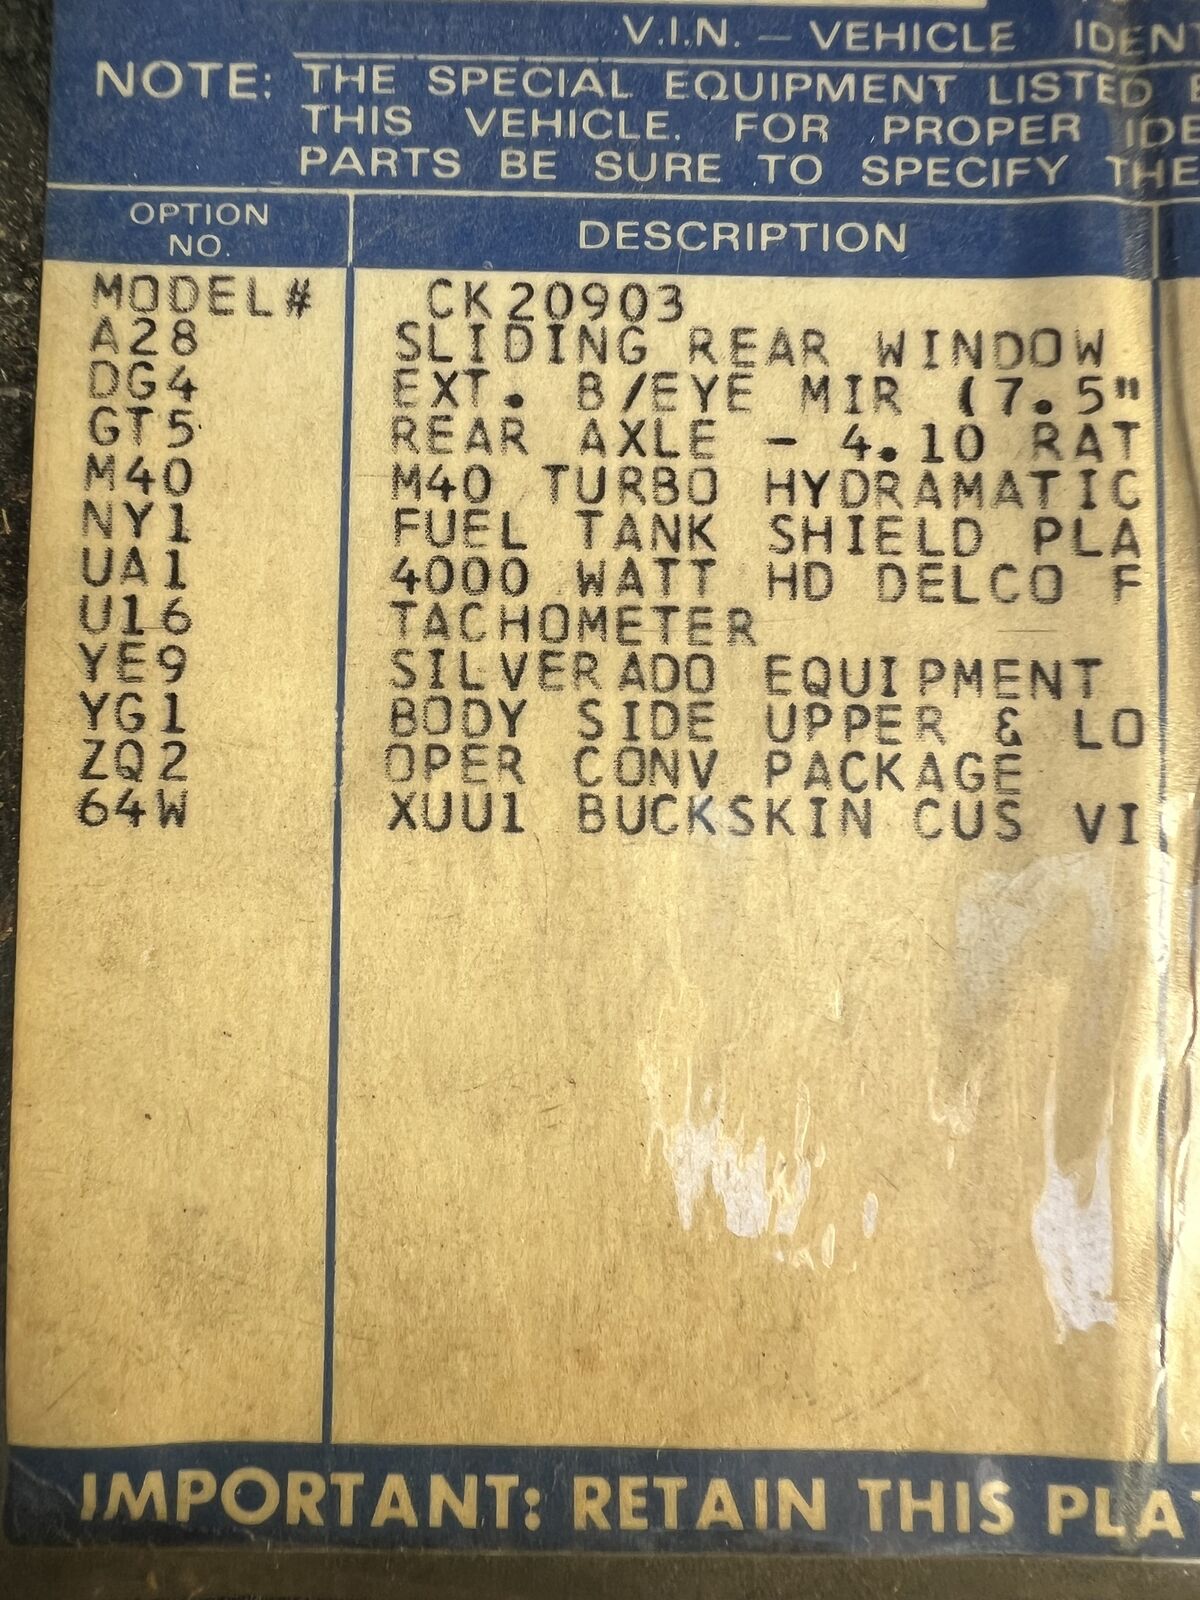 V.I.N. — VEHICLE IDENT
NOTE: THE SPECIAL EQUIPMENT LISTED
THIS VEHICLE. FOR PROPER IDE
PARTS BE SURE TO SPECIFY THE
OPTION NO. DESCRIPTION
MODEL# CK20903
A28 SLIDING REAR WINDOW
DG4 EXT. B/EYE MIR (7.5"
GT5 REAR AXLE - 4.10 RAT
M40 M40 TURBO HYDRAMATIC
NY1 FUEL TANK SHIELD PLA
UA1 4000 WATT HD DELCO F
U16 TACHOMETER
YE9 SILVERADO EQUIPMENT
YG1 BODY SIDE UPPER & LO
ZQ2 OPER CONV PACKAGE
64W XUU1 BUCKSKIN CUS VI
IMPORTANT: RETAIN THIS PLA